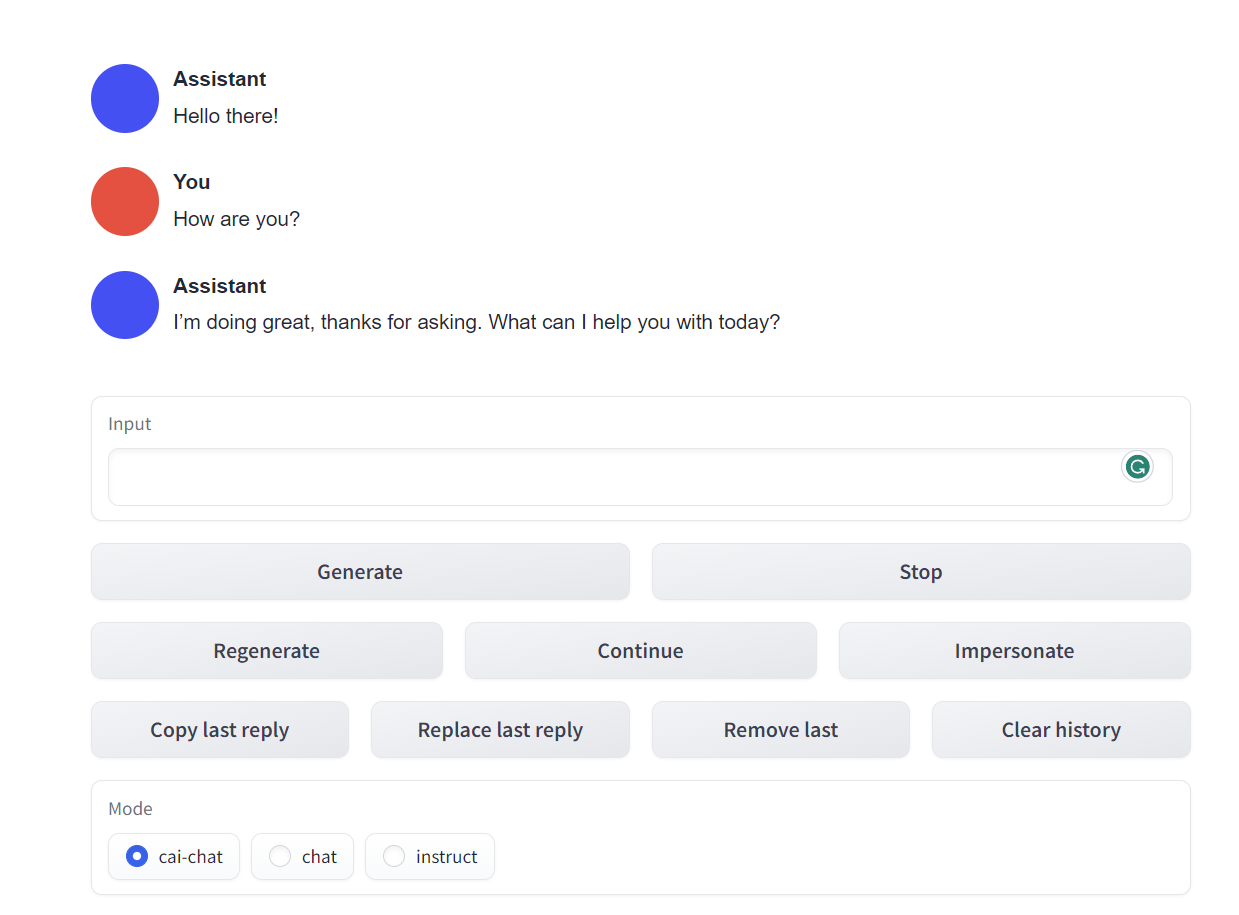 Assistant
Hello there!
You
How are you?
Assistant
I’m doing great, thanks for asking. What can I help you with today?
Input
Generate
Stop
Regenerate
Continue
Impersonate
Copy last reply
Replace last reply
Remove last
Clear history
Mode
cai-chat
chat
instruct